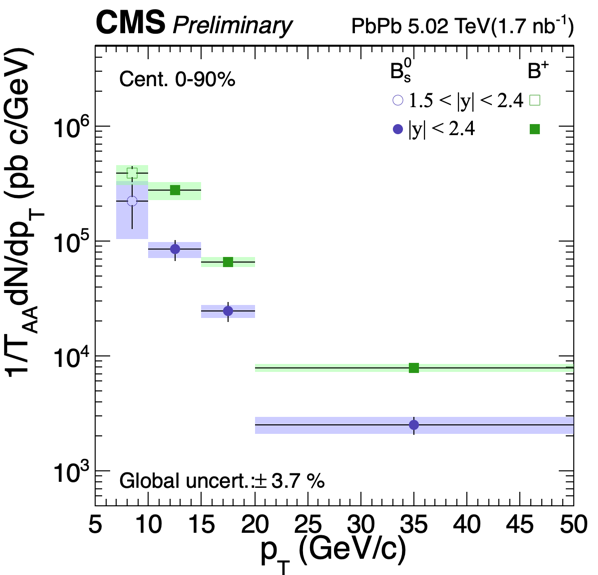 CMS Preliminary PbPb 5.02 TeV(1.7 nb⁻¹)
Cent. 0-90%
B⁰ₛ B⁺
1.5 < |y| < 2.4
|y| < 2.4
1/T_AA dN/dp_T (pb c/GeV)
10⁶
10⁵
10⁴
10³
Global uncert.:± 3.7 %
5 10 15 20 25 30 35 40 45 50
p_T (GeV/c)